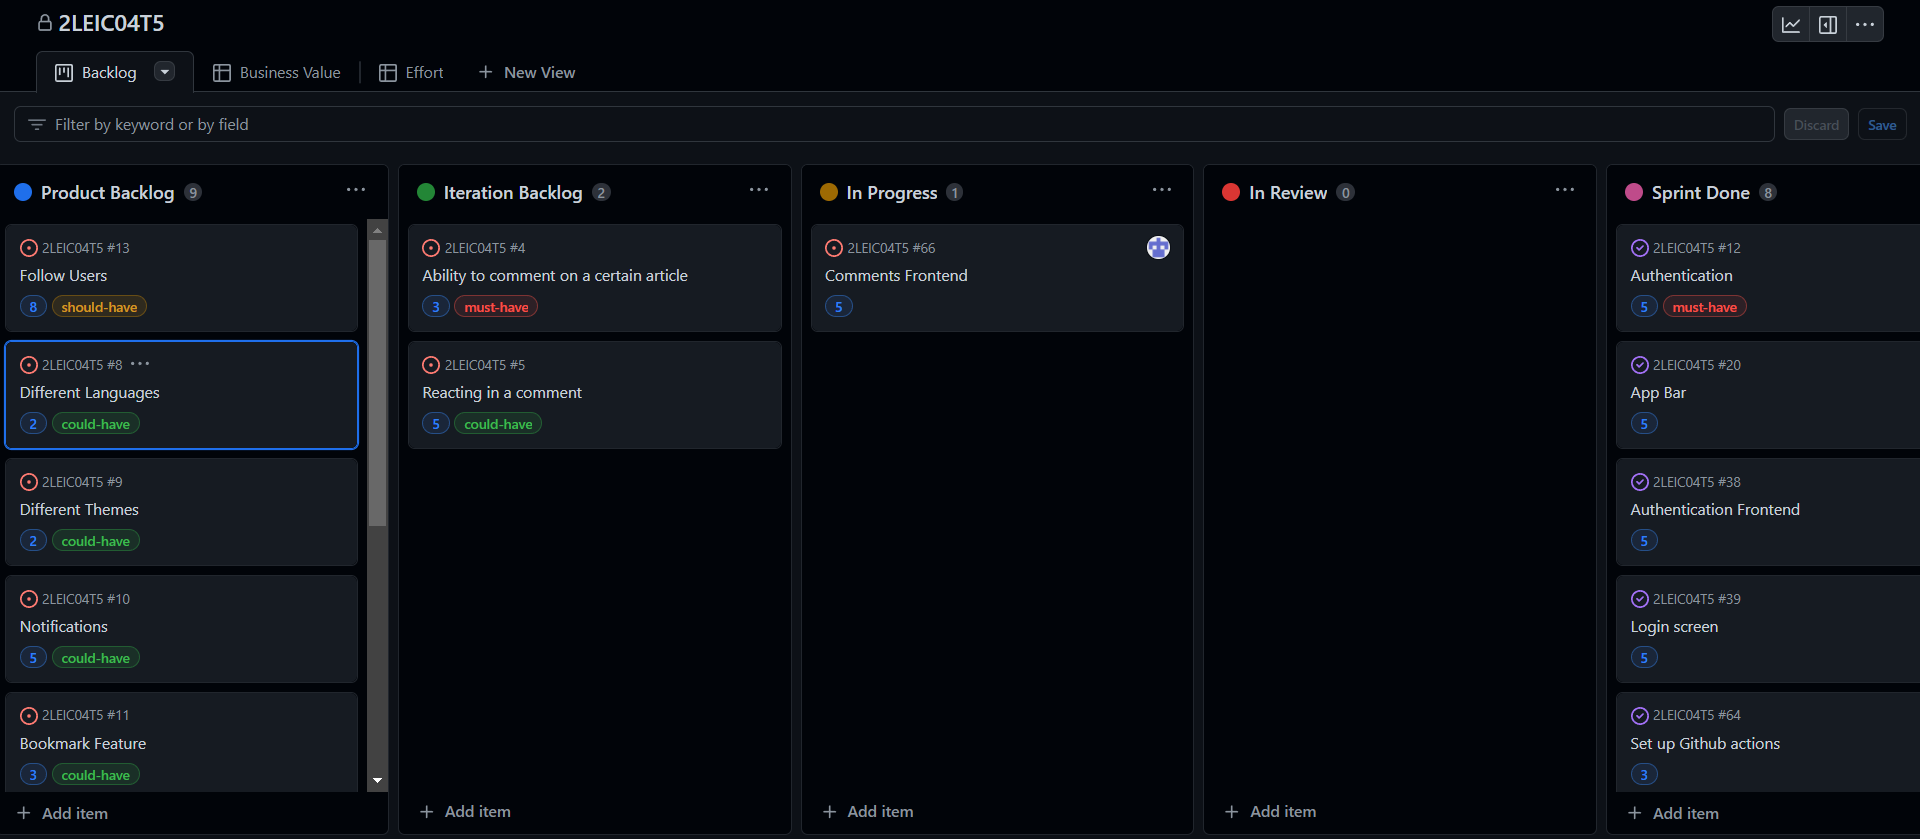 2LEIC04T5
Backlog
Business Value
Effort
New View
Filter by keyword or by field
Discard
Save
Product Backlog 9
2LEIC04T5 #13
Follow Users
8 should-have
2LEIC04T5 #8
Different Languages
2 could-have
2LEIC04T5 #9
Different Themes
2 could-have
2LEIC04T5 #10
Notifications
5 could-have
2LEIC04T5 #11
Bookmark Feature
3 could-have
Add item
Iteration Backlog 2
2LEIC04T5 #4
Ability to comment on a certain article
3 must-have
2LEIC04T5 #5
Reacting in a comment
5 could-have
Add item
In Progress 1
2LEIC04T5 #66
Comments Frontend
5
Add item
In Review 0
Add item
Sprint Done 8
2LEIC04T5 #12
Authentication
5 must-have
2LEIC04T5 #20
App Bar
5
2LEIC04T5 #38
Authentication Frontend
5
2LEIC04T5 #39
Login screen
5
2LEIC04T5 #64
Set up Github actions
3
Add item